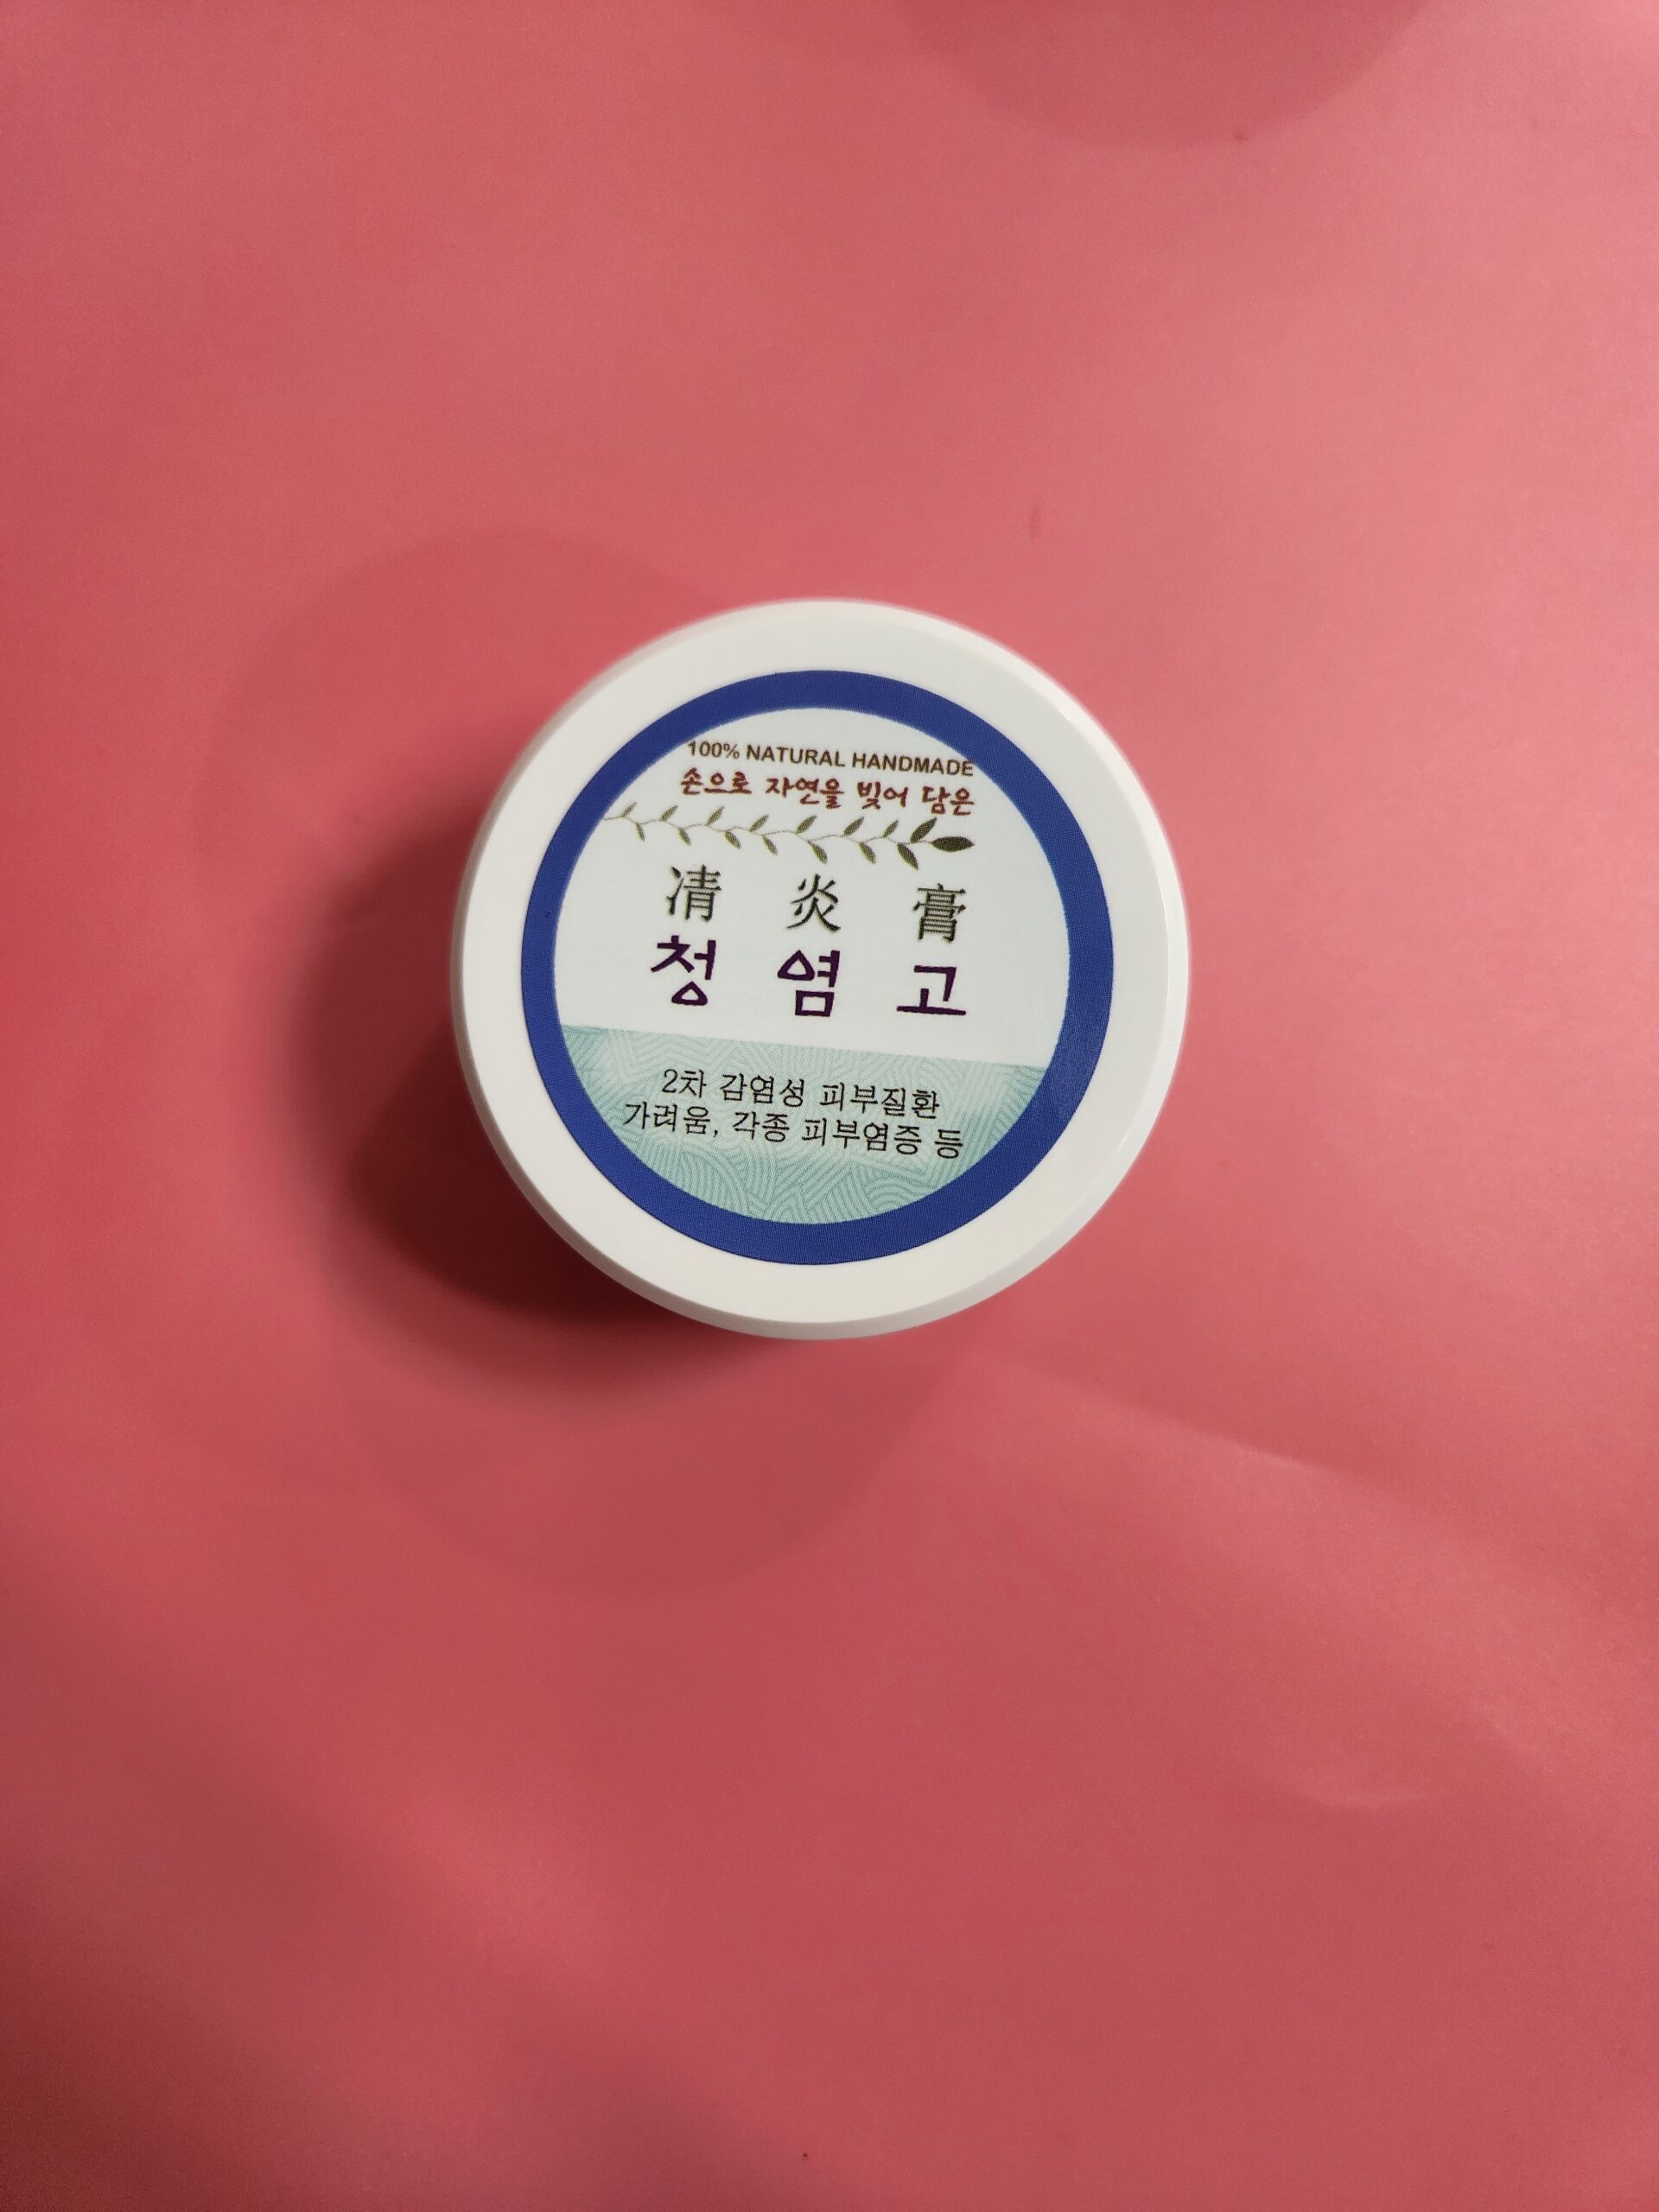 100% NATURAL HANDMADE
손으로 자연을 빚어 담은
凊 炎 膏
청 염 고
2차 감염성 피부질환
가려움, 각종 피부염증 등